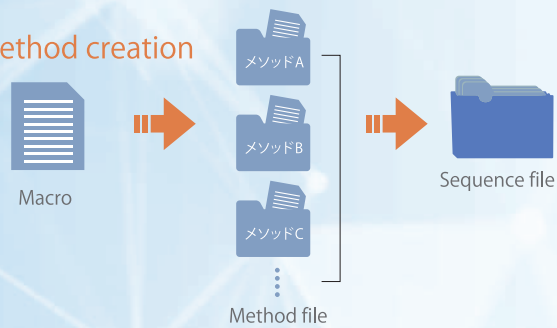 ethod creation
Macro
メソッドA
メソッドB
メソッドC
Method file
Sequence file